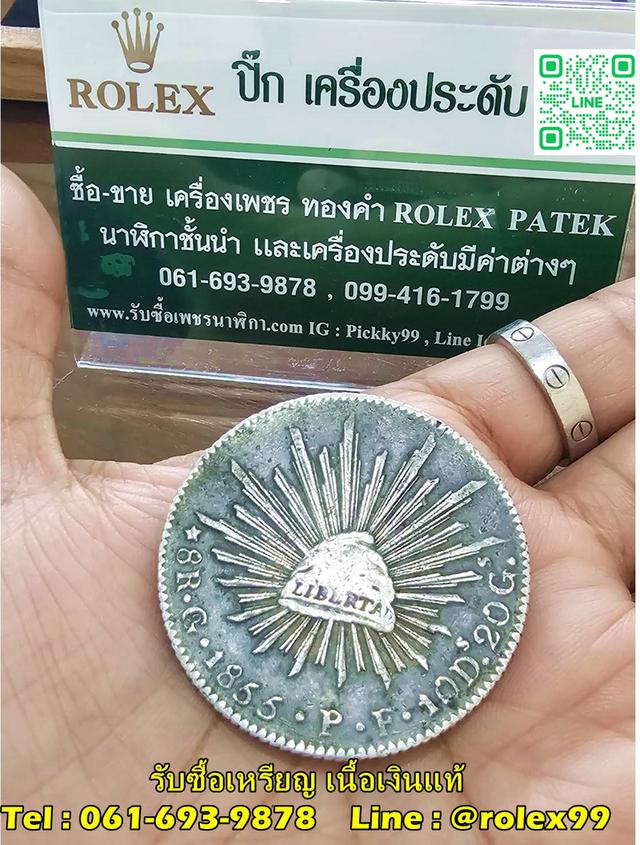 ROLEX ปิ๊ก เครื่องประดับ
LINE
ซื้อ-ขาย เครื่องเพชร ทองคำ ROLEX PATEK
นาฬิกาชั้นนำ และเครื่องประดับมีค่าต่างๆ
061-693-9878 , 099-416-1799
www.รับซื้อเพชรนาฬิกา.com IG : Pickky99 , Line
LIBERTA
8R. G. 1855 . P . F . 10Ds. 20Gs.
รับซื้อเหรียญ เนื้อเงินแท้
Tel : 061-693-9878 Line : @rolex99